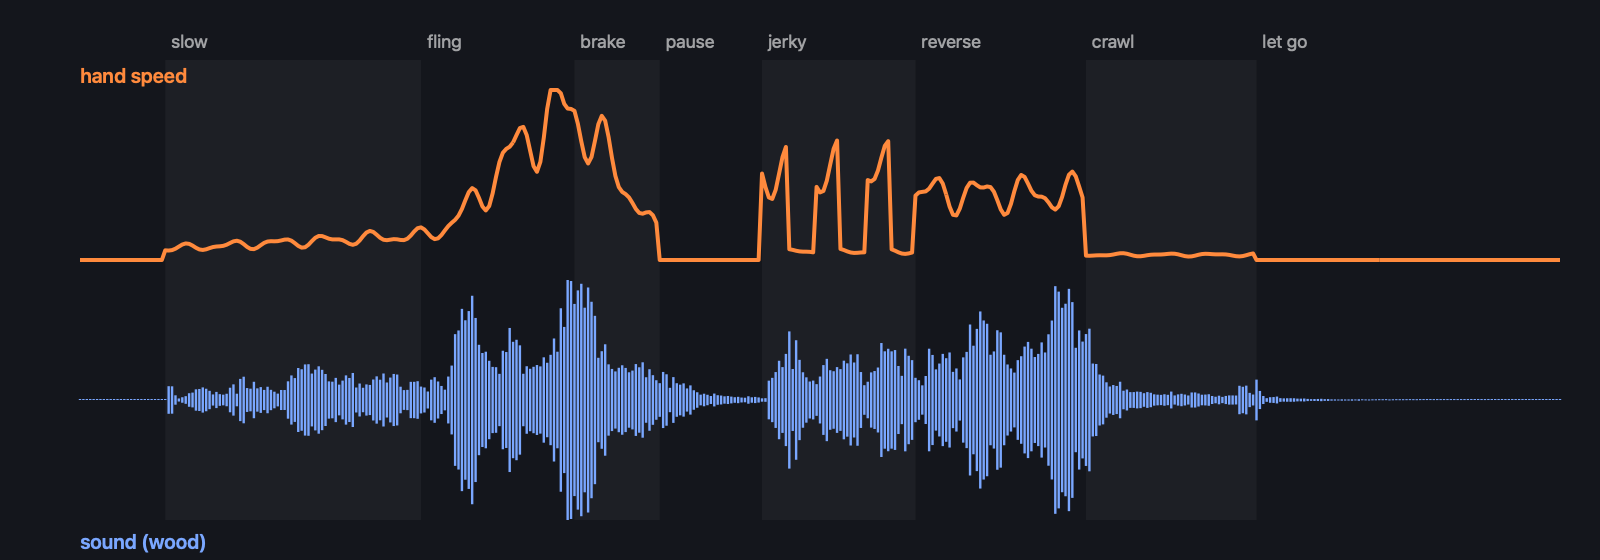 slow
fling
brake
pause
jerky
reverse
crawl
let go
hand speed
sound (wood)